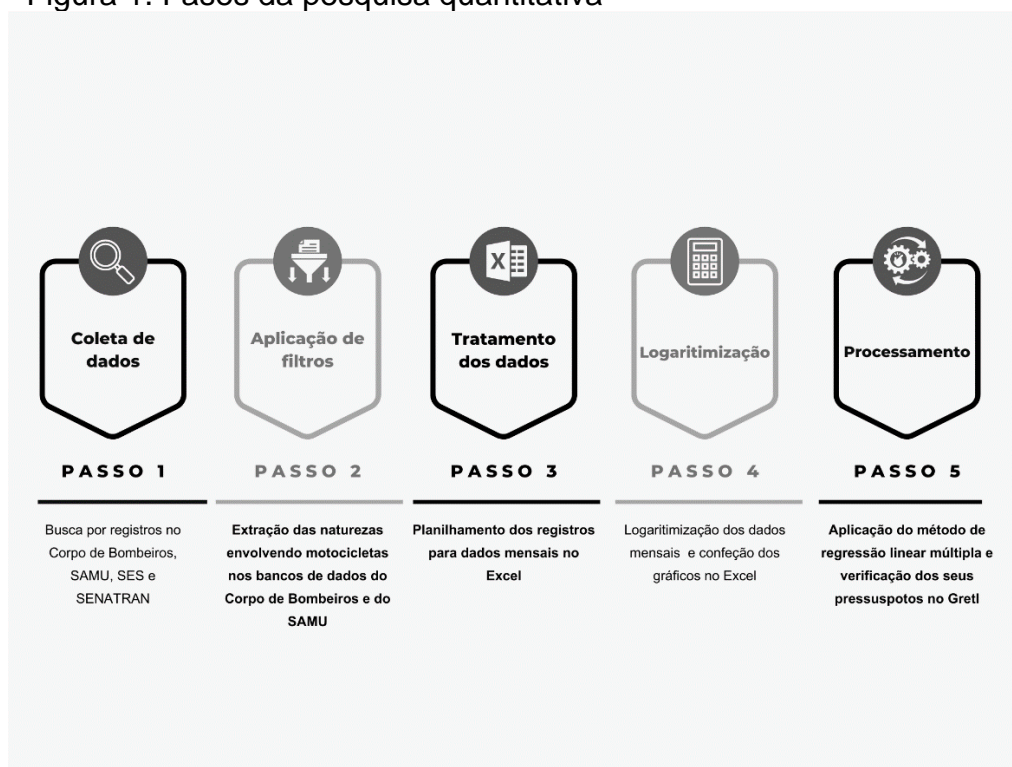 Figura 1: Passos da pesquisa quantitativa
Coleta de
dados
Aplicação de
filtros
X
Tratamento
dos dados
Logaritimização
Processamento
PASSO 1
PASSO 2
PASSO 3
PASSO 4
PASSO 5
Busca por registros no
Corpo de Bombeiros,
SAMU, SES e
SENATRAN
Extração das naturezas
envolvendo motocicletas
nos bancos de dados do
Corpo de Bombeiros e do
SAMU
Planilhamento dos registros
para dados mensais no
Excel
Logaritimização dos dados
mensais e confeção dos
gráficos no Excel
Aplicação do método de
regressão linear múltipla e
verificação dos seus
pressuspotos no Gretl